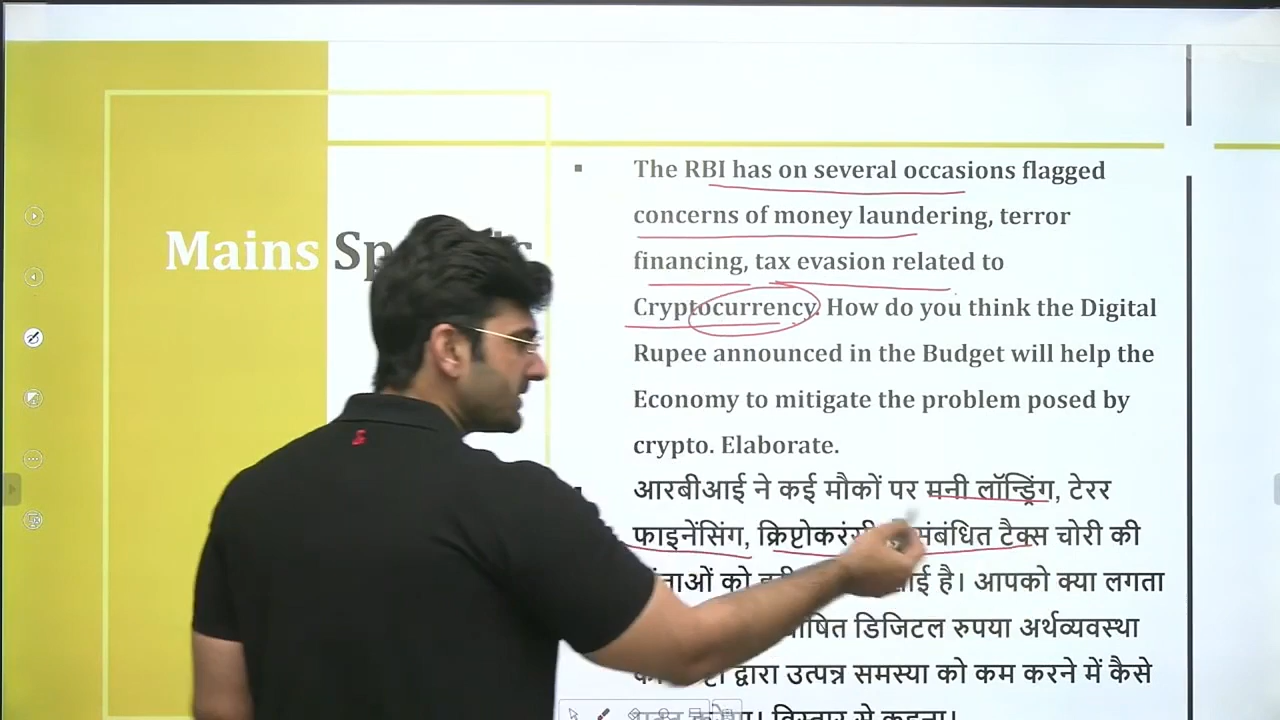 Mains Sp
The RBI has on several occasions flagged
concerns of money laundering, terror
financing, tax evasion related to
Cryptocurrency. How do you think the Digital
Rupee announced in the Budget will help the
Economy to mitigate the problem posed by
crypto. Elaborate.
आरबीआई ने कई मौकों पर मनी लॉन्ड्रिंग, टेरर
फाइनेंसिंग, क्रिप्टोकरंसी संबंधित टैक्स चोरी की
को है। आपको क्या लगता
डिजिटल रुपया अर्थव्यवस्था
द्वारा उत्पन्न समस्या को कम करने में कैसे